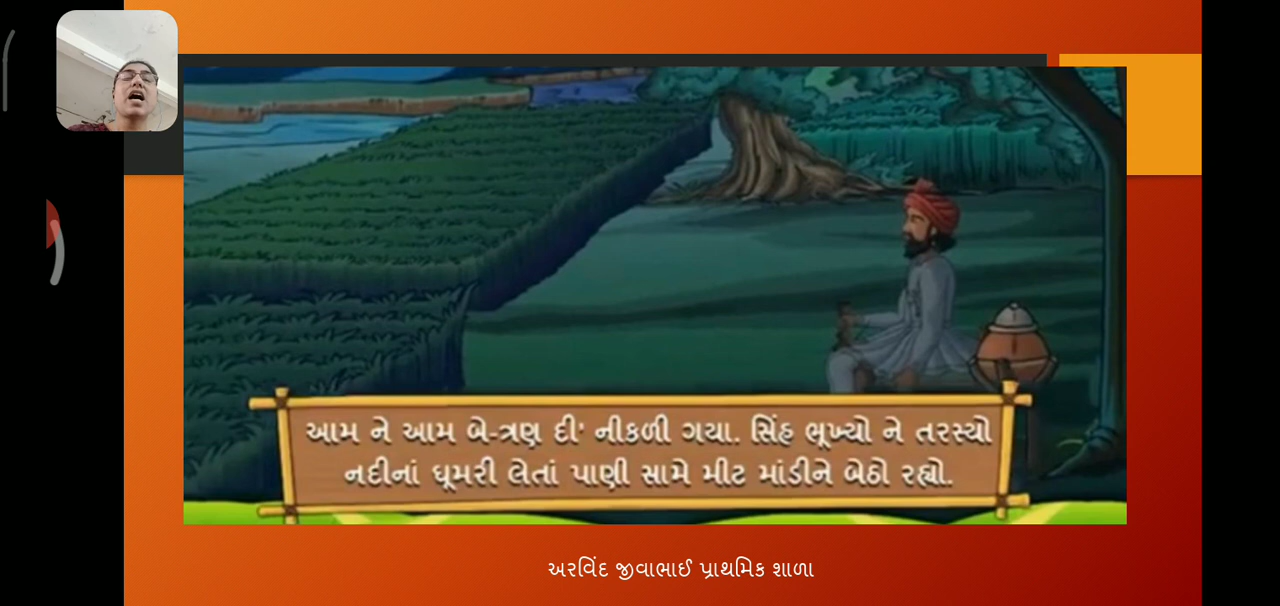 આમ ને આમ બે-ત્રણ દી' નીકળી ગયા. સિંહ ભૂખ્યો ને તરસ્યો
નદીનાં ઘૂમરી લેતાં પાણી સામે મીટ માંડીને બેઠો રહ્યો.
અરવિંદ જીવાભાઈ પ્રાથમિક શાળા